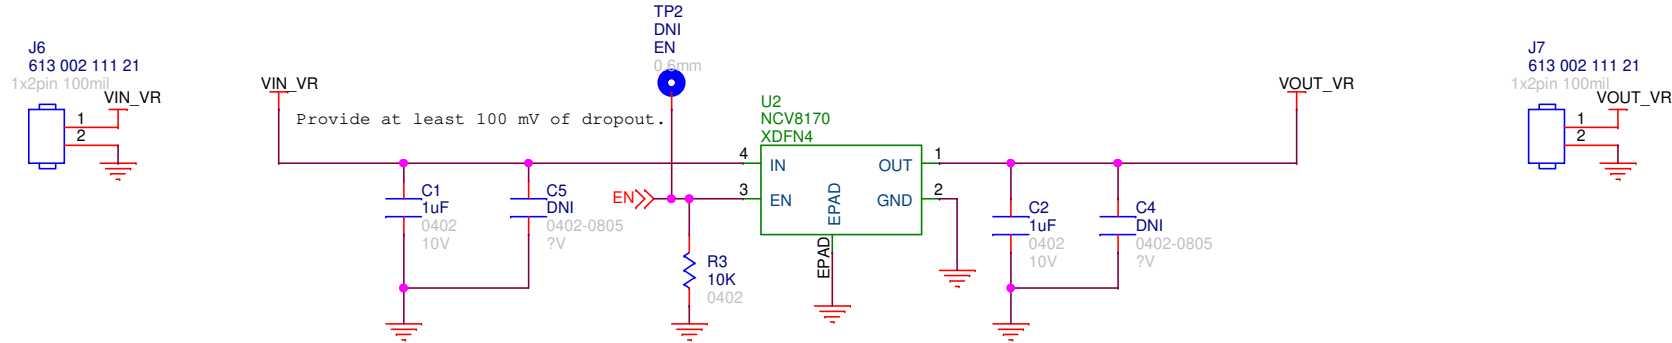 J6
613 002 111 21
1x2pin 100mil
VIN_VR
1
2
VIN_VR
Provide at least 100 mV of dropout.
TP2
DNI
EN
0.6mm
U2
NCV8170
XDFN4
4
IN
3
EN
EN
OUT
1
GND
2
EPAD
EPAD
C1
1uF
0402
10V
C5
DNI
0402-0805
?V
R3
10K
0402
C2
1uF
0402
10V
C4
DNI
0402-0805
?V
VOUT_VR
J7
613 002 111 21
1x2pin 100mil
VOUT_VR
1
2